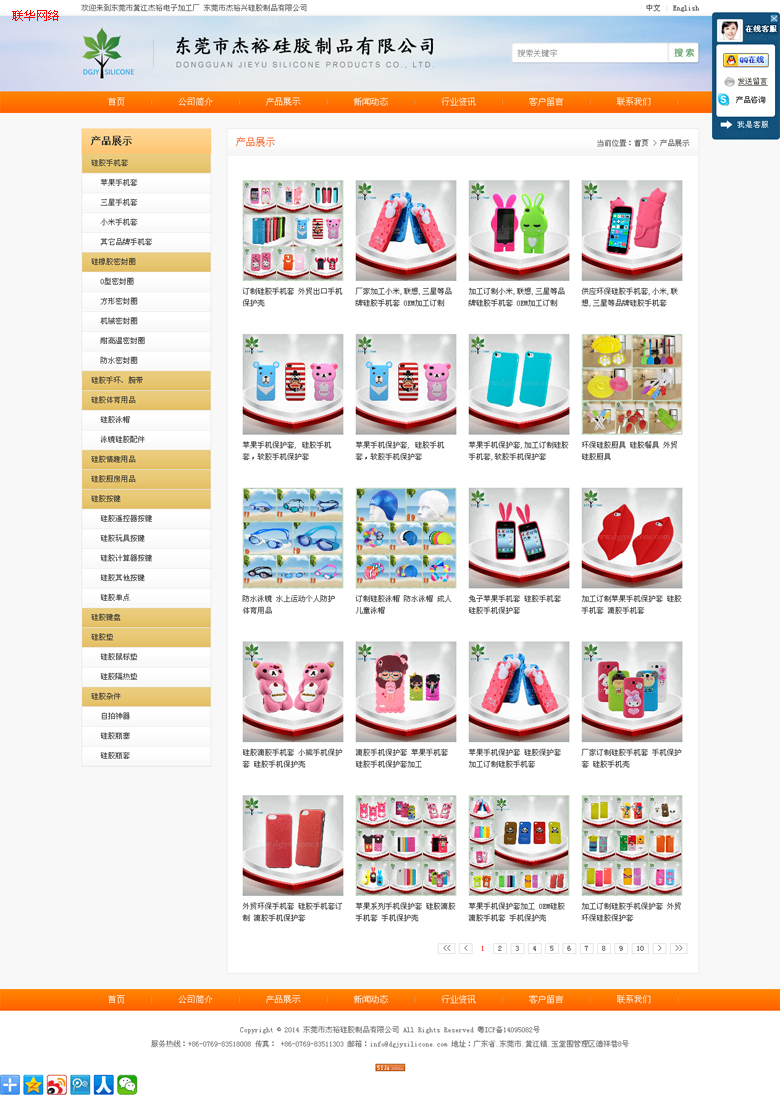 联华网络
欢迎来到东莞市黄江杰裕电子加工厂 东莞市杰裕兴硅胶制品有限公司
中文 | English
DGJY SILICONE
东莞市杰裕硅胶制品有限公司
DONGGUAN JIEYU SILICONE PRODUCTS CO., LTD.
搜索关键字
搜 索
在线客服
QQ在线
发送留言
产品咨询
我是客服
首页 公司简介 产品展示 新闻动态 行业资讯 客户留言 联系我们
产品展示
硅胶手机套
苹果手机套
三星手机套
小米手机套
其它品牌手机套
硅橡胶密封圈
O型密封圈
方形密封圈
机械密封圈
耐高温密封圈
防水密封圈
硅胶手环、腕带
硅胶体育用品
硅胶泳帽
泳镜硅胶配件
硅胶情趣用品
硅胶厨房用品
硅胶按键
硅胶遥控器按键
硅胶玩具按键
硅胶计算器按键
硅胶其他按键
硅胶单点
硅胶键盘
硅胶垫
硅胶鼠标垫
硅胶隔热垫
硅胶杂件
自拍神器
硅胶瓶塞
硅胶瓶套
产品展示
当前位置：首页 > 产品展示
订制硅胶手机套 外贸出口手机
保护壳
厂家加工小米,联想,三星等品
牌硅胶手机套 OEM加工订制
加工订制小米,联想,三星等品
牌硅胶手机套 OEM加工订制
供应环保硅胶手机套,小米,联
想,三星等品牌硅胶手机套
苹果手机保护套, 硅胶手机
套，软胶手机保护套
苹果手机保护套, 硅胶手机
套，软胶手机保护套
苹果手机保护套,加工订制硅胶
手机套,软胶手机保护套
环保硅胶厨具 硅胶餐具 外贸
硅胶厨具
防水泳镜 水上运动个人防护
体育用品
订制硅胶泳帽 防水泳帽 成人
儿童泳帽
兔子苹果手机套 硅胶手机套
硅胶手机保护套
加工订制苹果手机保护套 硅胶
手机套 滴胶手机套
硅胶滴胶手机套 小熊手机保护
套 硅胶手机保护壳
滴胶手机保护套 苹果手机套
硅胶手机保护套加工
苹果手机保护套 硅胶保护套
加工订制硅胶手机套
厂家订制硅胶手机套 手机保护
套 硅胶手机壳
外贸环保手机套 硅胶手机套订
制 滴胶手机保护套
苹果系列手机保护套 硅胶滴胶
手机套 手机保护壳
苹果手机保护套加工 OEM硅胶
滴胶手机套 手机保护壳
加工订制硅胶手机保护套 外贸
环保硅胶保护套
<< < 1 2 3 4 5 6 7 8 9 10 > >>
首页 公司简介 产品展示 新闻动态 行业资讯 客户留言 联系我们
Copyright © 2014 东莞市杰裕硅胶制品有限公司 All Rights Reserved 粤ICP备14095082号
服务热线：+86-0769-83518008 传真： +86-0769-83511303 邮箱：info@dgjysilicone.com 地址：广东省.东莞市.黄江镇.玉堂围管理区德祥巷8号
51La